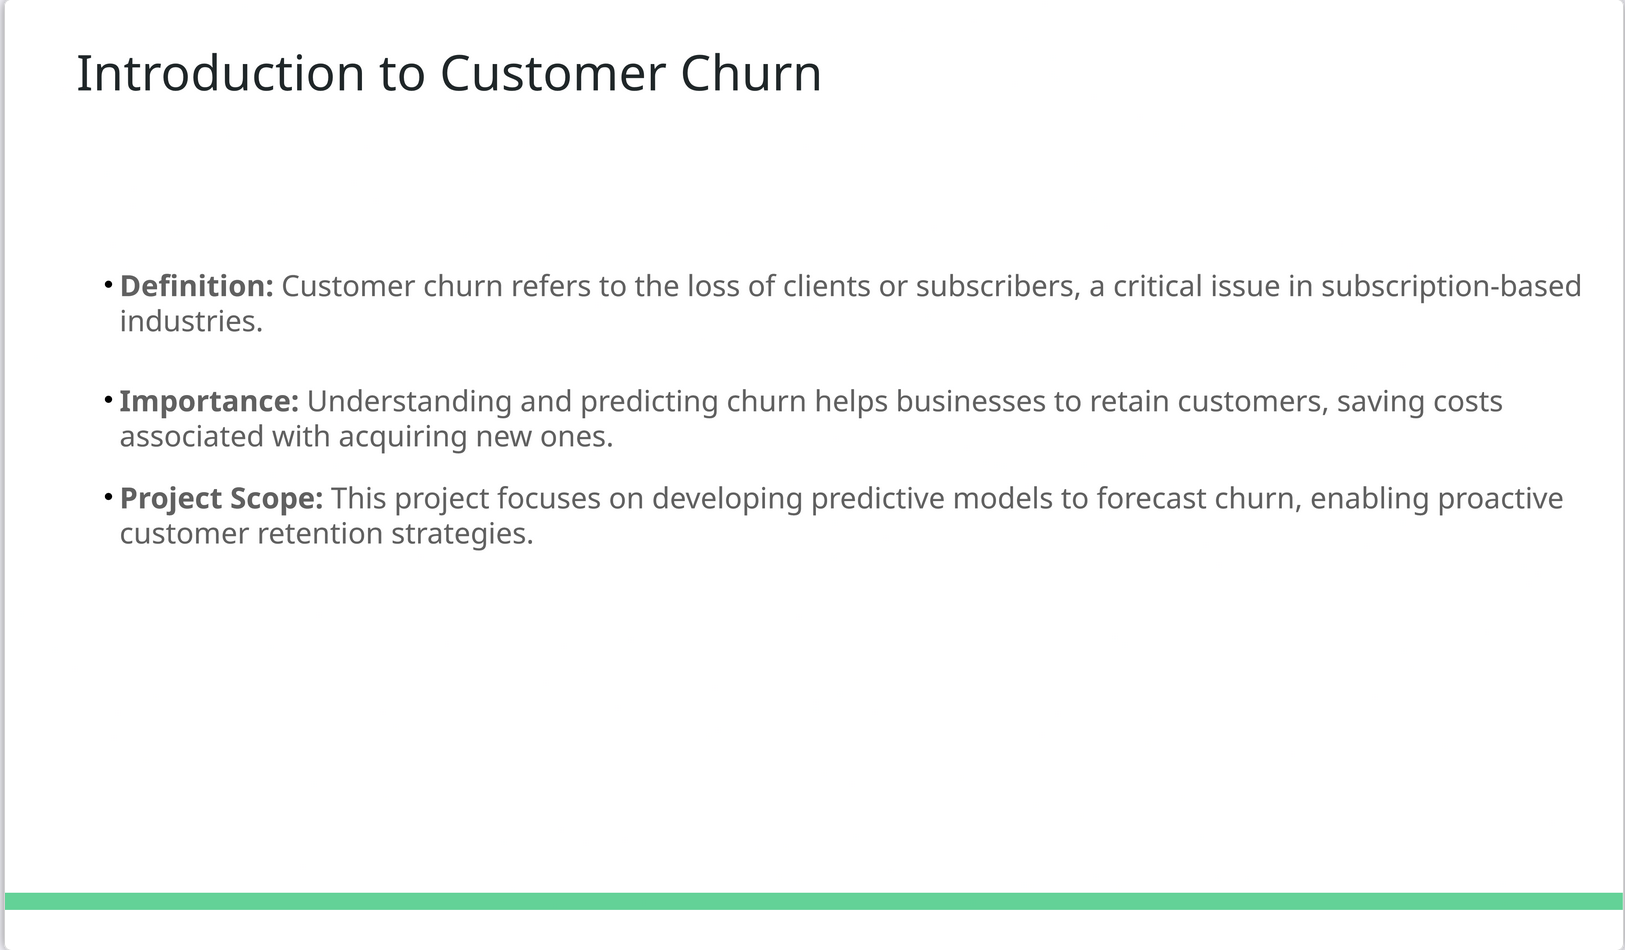 Introduction to Customer Churn
• Definition: Customer churn refers to the loss of clients or subscribers, a critical issue in subscription-based
industries.
• Importance: Understanding and predicting churn helps businesses to retain customers, saving costs
associated with acquiring new ones.
• Project Scope: This project focuses on developing predictive models to forecast churn, enabling proactive
customer retention strategies.